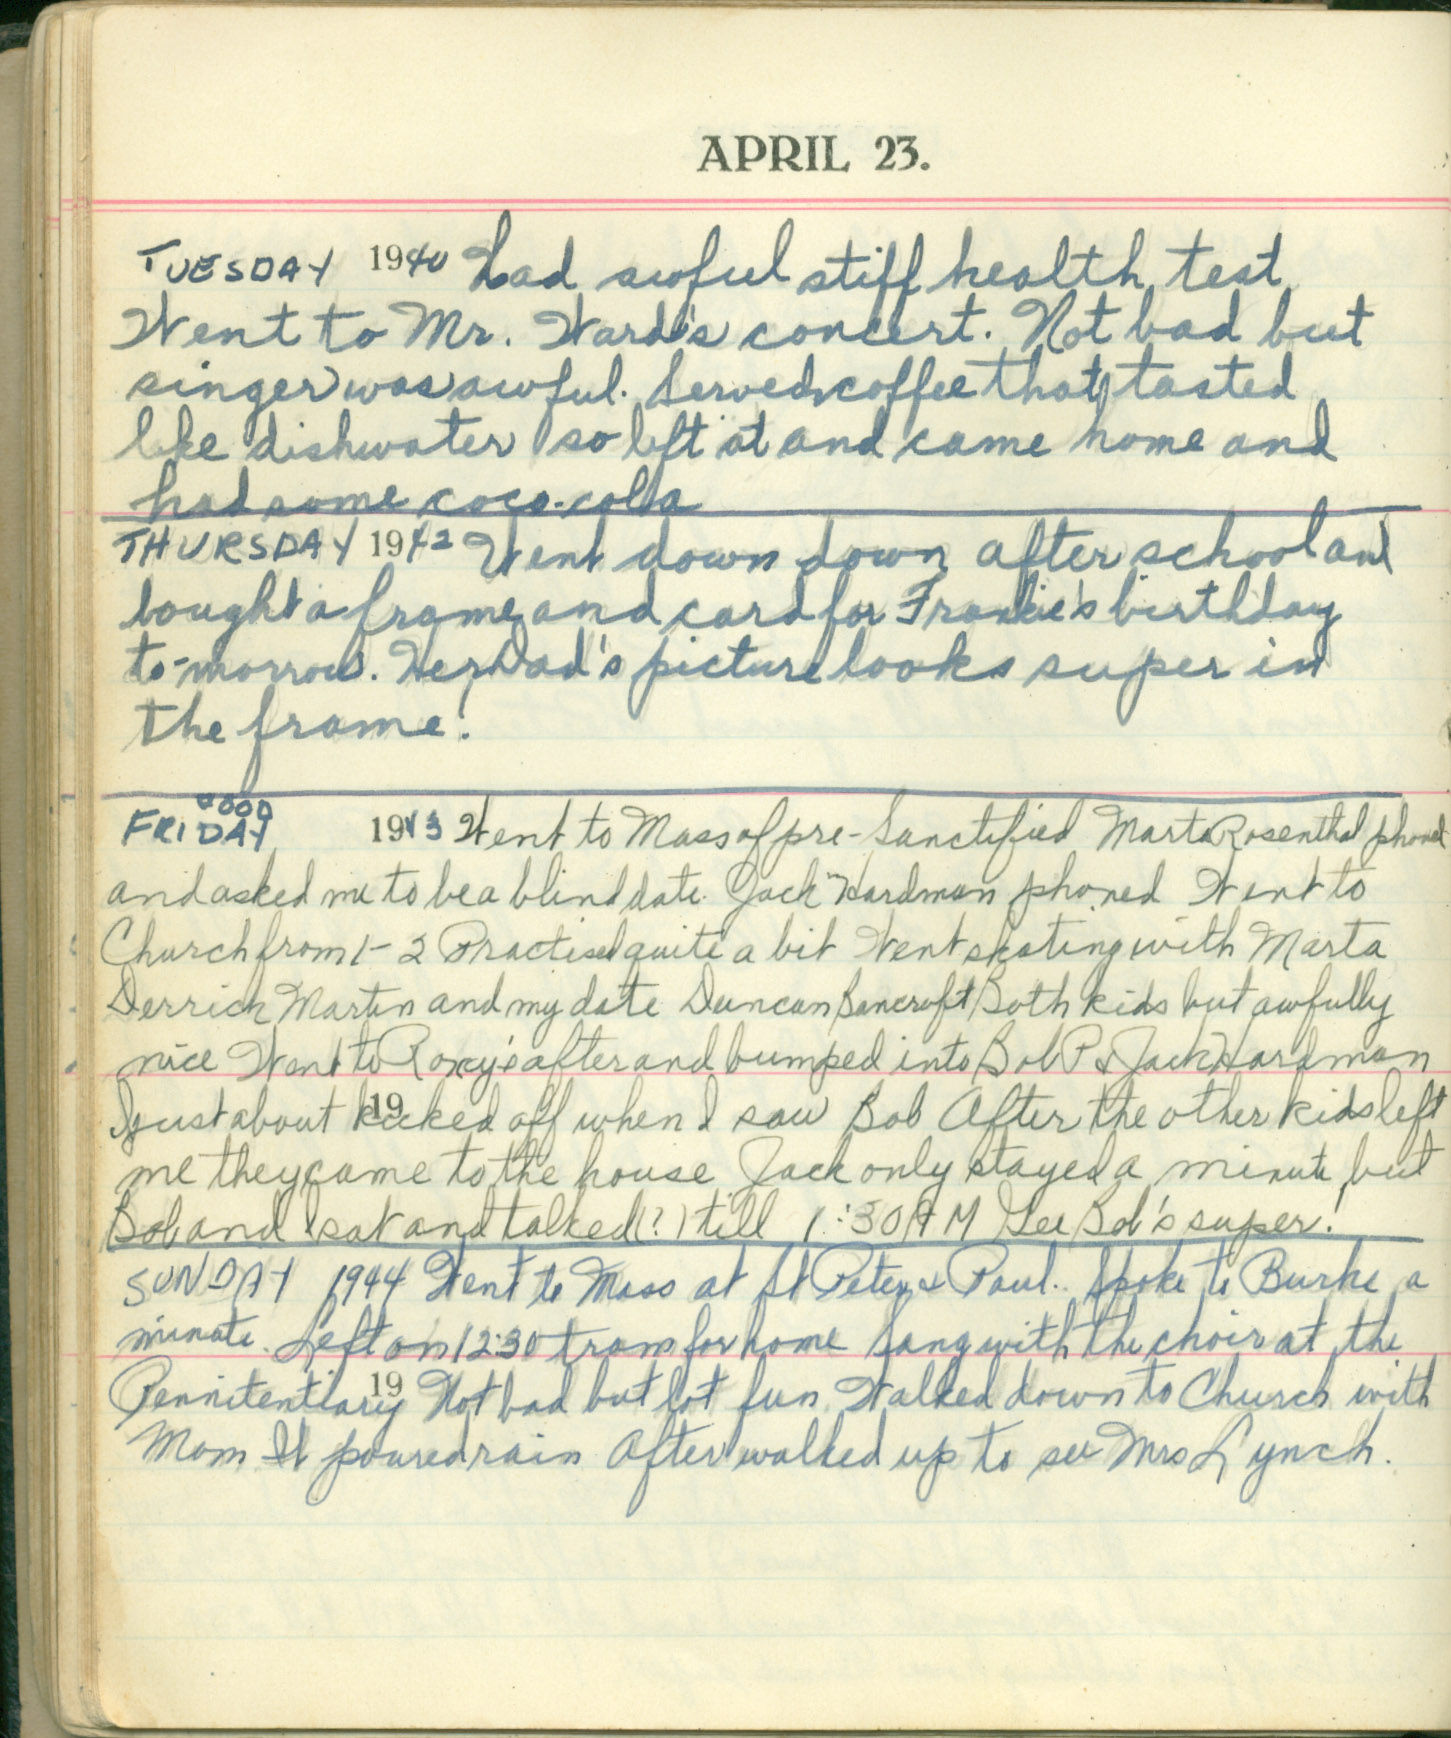 APRIL 23.
TUESDAY 1940 Had awful stiff health test
Went to Mr. Ward's concert. Not bad but
singer was awful. Served coffee that tasted
like dishwater so left it and came home and
had some coco-cola
THURSDAY 1942 Went down down after school and
bought a frame and card for Frankie's birthday
to-morrow. Her Dad's picture looks super in
the frame!
GOOD
FRIDAY 1943 Went to Mass of pre-Sanctified Marta Rosenthal phoned
and asked me to be a blind date. Jack Hardman phoned Went to
Church from 1-2 Practised quite a bit Went skating with Marta
Derrick Martin and my date Duncan Bancroft Both kids but awfully
nice Went to Roxy's after and bumped into Bob P & Jack Hardman
19
I just about kicked off when I saw Bob After the other kids left
me they came to the house Jack only stayed a minute but
Bob and I sat and talked(?) till 1:30 A M Gee Bob's super!
SUNDAY 1944 Went to Mass at St Peter & Paul. Spoke to Burke a
minute. Left on 12:30 tram for home Sang with the choir at the
19
Pennitentiary Not bad but lot fun. Walked down to Church with
Mom It poured rain After walked up to see Mrs Lynch.